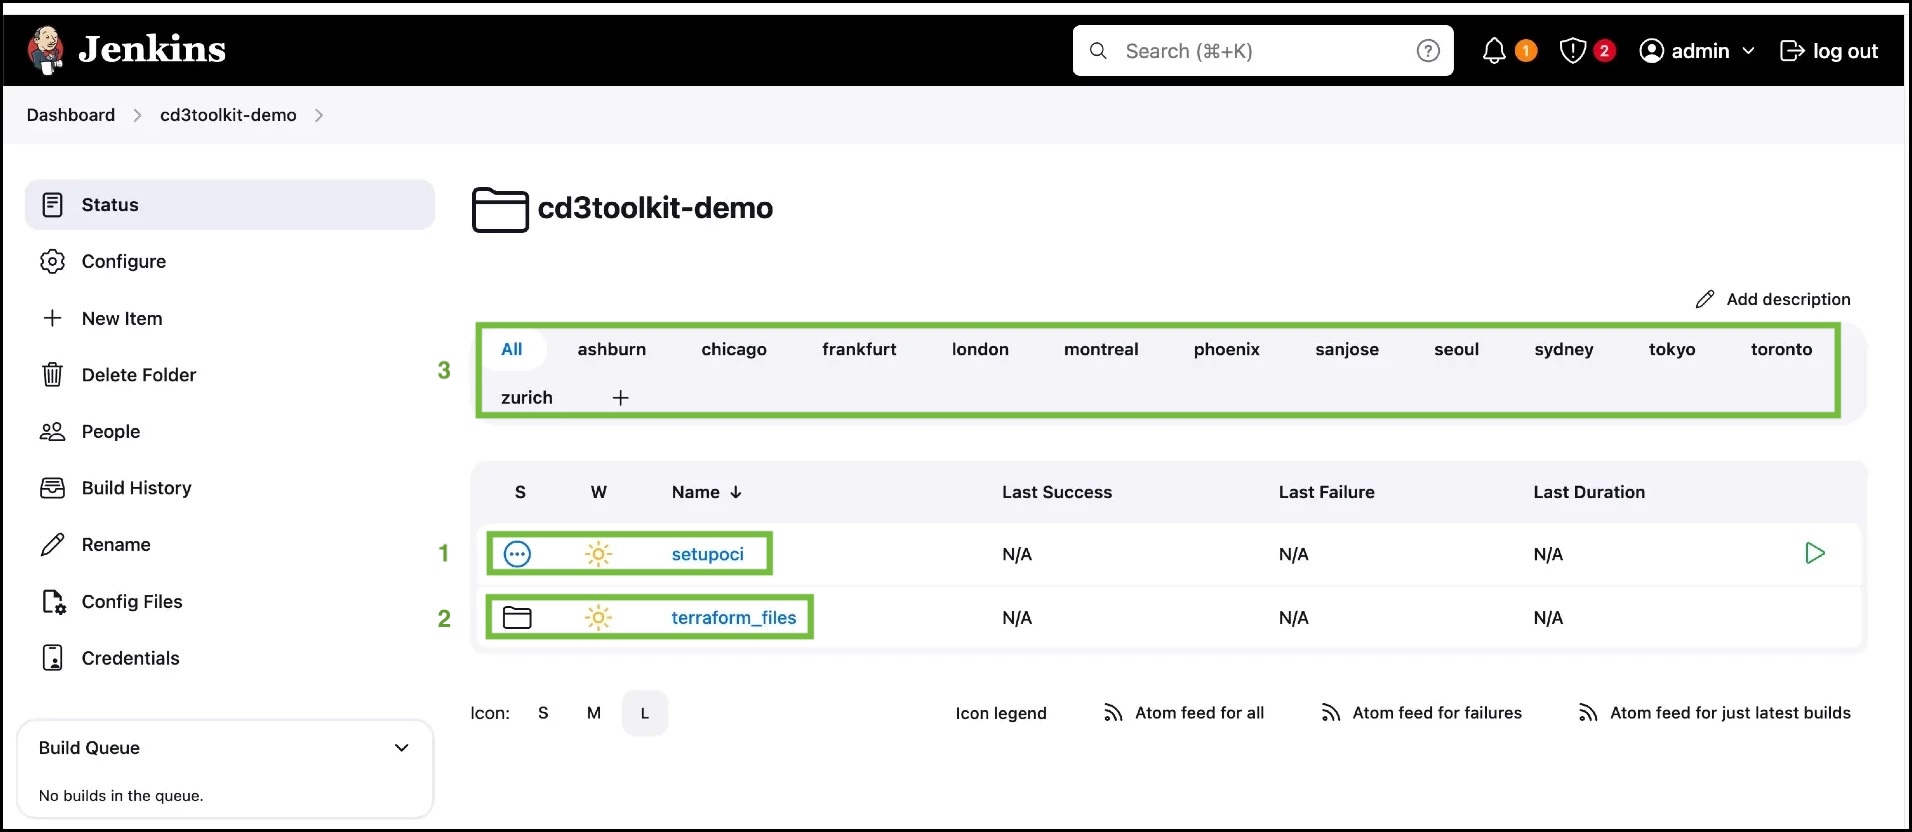 Jenkins
Search (⌘+K)
?
1
2
admin
log out
Dashboard
cd3toolkit-demo
Status
Configure
New Item
Delete Folder
People
Build History
Rename
Config Files
Credentials
Build Queue
No builds in the queue.
cd3toolkit-demo
Add description
3
All ashburn chicago frankfurt london montreal phoenix sanjose seoul sydney tokyo toronto
zurich +
S W Name ↓ Last Success Last Failure Last Duration
1 setupoci N/A N/A N/A
2 terraform_files N/A N/A N/A
Icon: S M L Icon legend Atom feed for all Atom feed for failures Atom feed for just latest builds